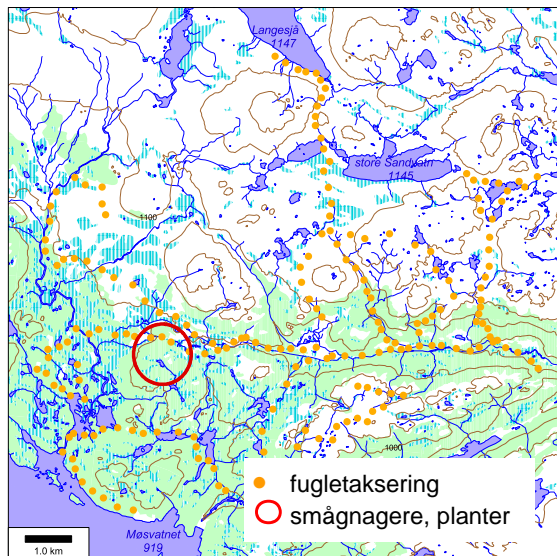 Langesjå
1147
store Sandvatn
1145
1100
1000
fugletaksering
smågnagere, planter
1.0 km
Møsvatnet
919